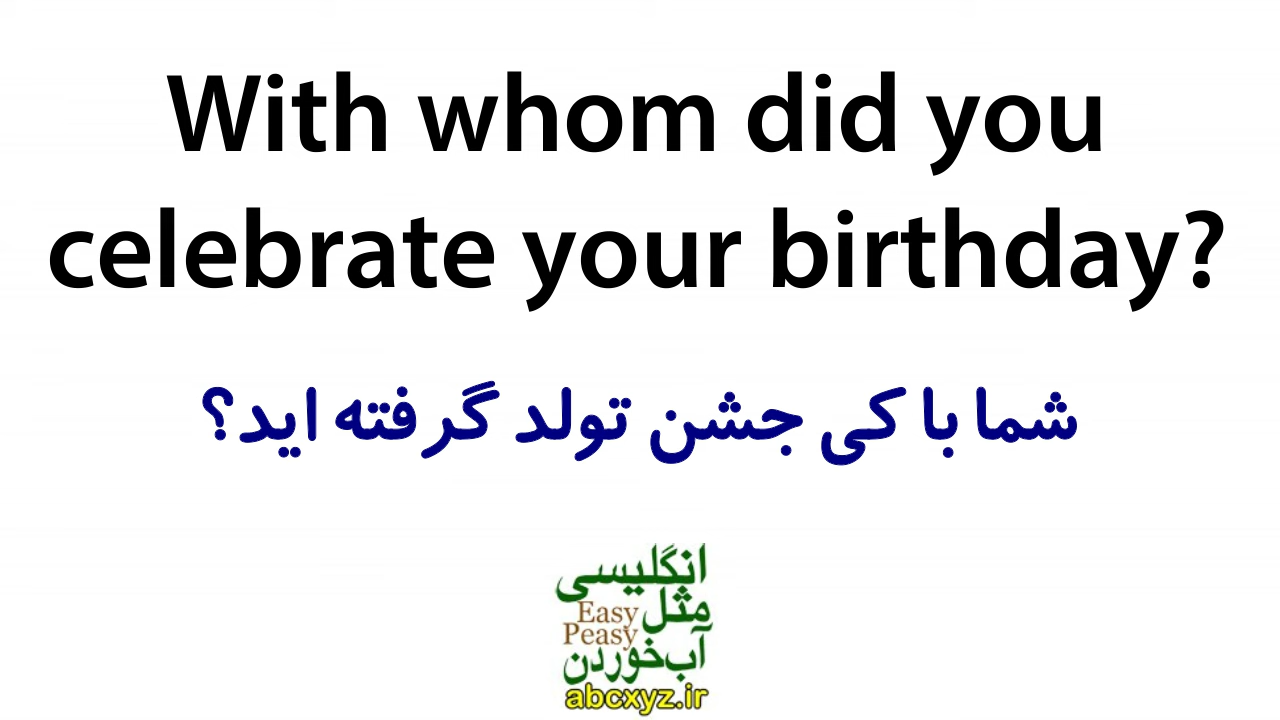 With whom did you
celebrate your birthday?
شما با کی جشن تولد گرفته اید؟
انگلیسی
مثل Easy
Peasy
آب‌خوردن
abcxyz.ir